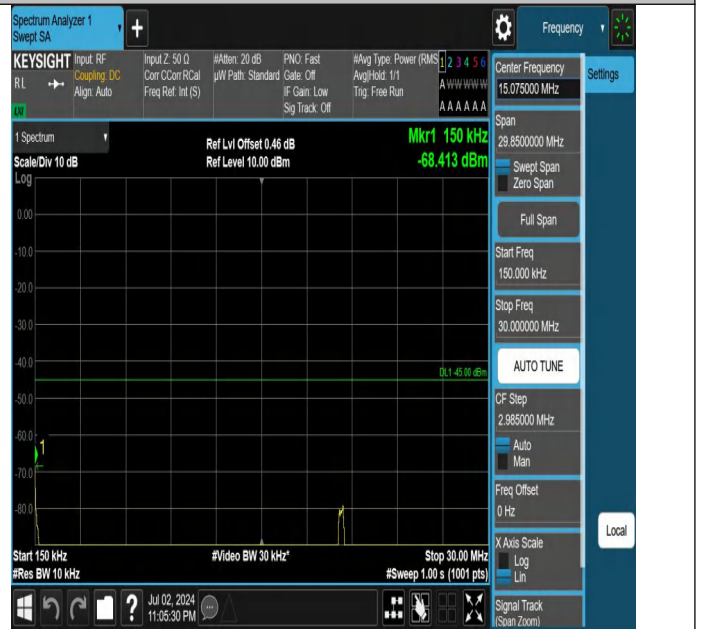 Spectrum Analyzer 1
Swept SA
+
Frequency
KEYSIGHT
RL
LXI
Input: RF
Coupling: DC
Align: Auto
Input Z: 50 Ω
Corr CCorr RCal
Freq Ref: Int (S)
#Atten: 20 dB
µW Path: Standard
PNO: Fast
Gate: Off
IF Gain: Low
Sig Track: Off
#Avg Type: Power (RMS
Avg|Hold: 1/1
Trig: Free Run
1 2 3 4 5 6
A W W W W W
A A A A A A
1 Spectrum
Scale/Div 10 dB
Ref Lvl Offset 0.46 dB
Ref Level 10.00 dBm
Mkr1 150 kHz
-68.413 dBm
Log
0.00
-10.0
-20.0
-30.0
-40.0
DL1 -45.00 dBm
-50.0
-60.0
1
-70.0
-80.0
Start 150 kHz
#Res BW 10 kHz
#Video BW 30 kHz*
Stop 30.00 MHz
#Sweep 1.00 s (1001 pts)
Jul 02, 2024
11:05:30 PM
?
Center Frequency
15.075000 MHz
Settings
Span
29.8500000 MHz
Swept Span
Zero Span
Full Span
Start Freq
150.000 kHz
Stop Freq
30.000000 MHz
AUTO TUNE
CF Step
2.985000 MHz
Auto
Man
Freq Offset
0 Hz
X Axis Scale
Log
Lin
Local
Signal Track
(Span Zoom)